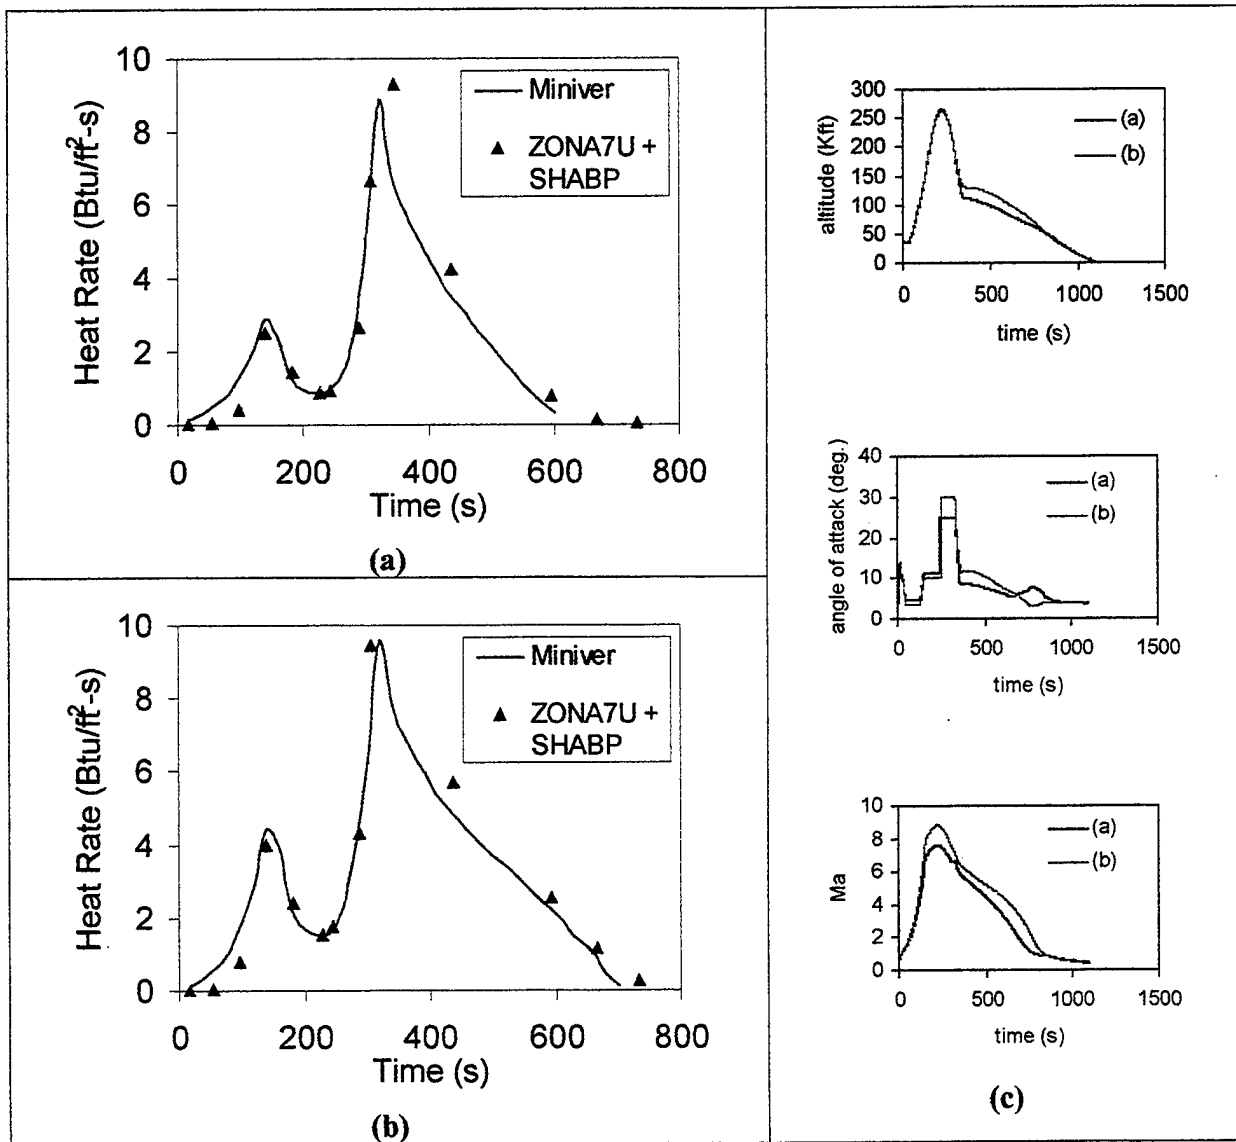 Heat Rate (Btu/ft²-s)
10
8
6
4
2
0
Miniver
ZONA7U +
SHABP
0 200 400 600 800
Time (s)
(a)
Heat Rate (Btu/ft²-s)
10
8
6
4
2
0
Miniver
ZONA7U +
SHABP
0 200 400 600 800
Time (s)
(b)
altitude (Kft)
300
250
200
150
100
50
0
(a)
(b)
0 500 1000 1500
time (s)
angle of attack (deg.)
40
30
20
10
0
(a)
(b)
0 500 1000 1500
time (s)
Ma
10
8
6
4
2
0
(a)
(b)
0 500 1000 1500
time (s)
(c)